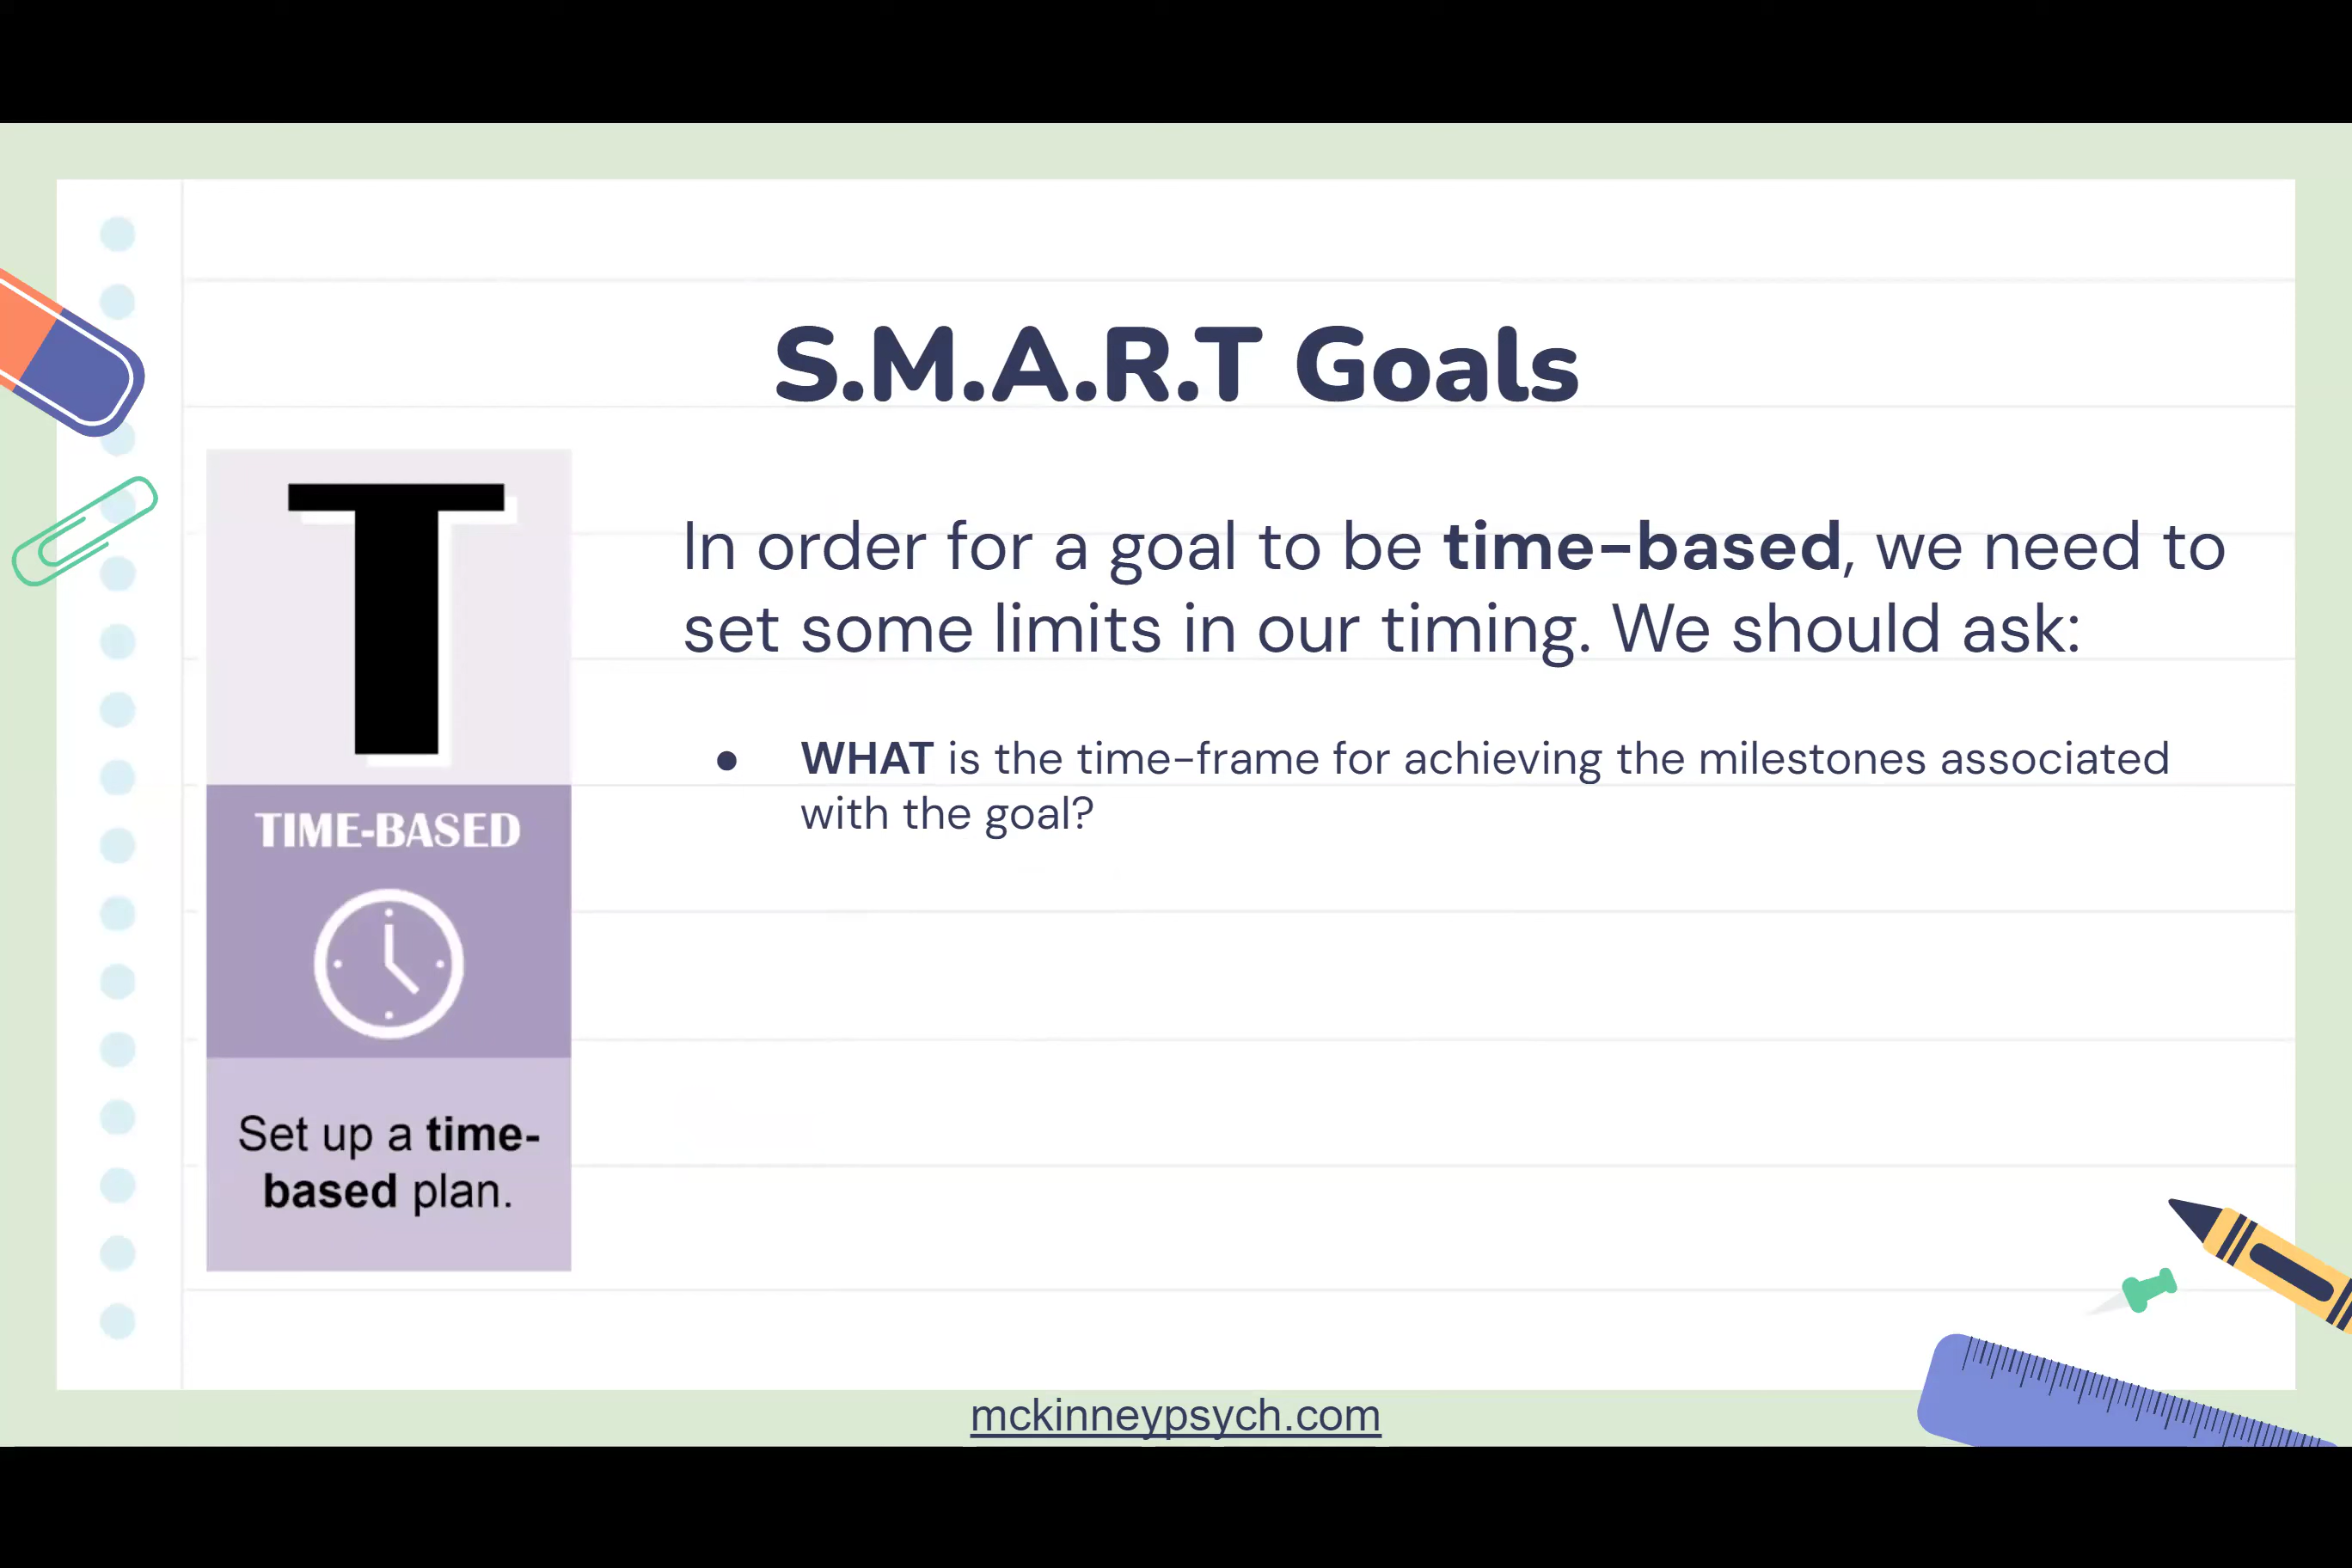 S.M.A.R.T Goals
T
TIME-BASED
Set up a time-
based plan.
In order for a goal to be time-based, we need to
set some limits in our timing. We should ask:
● WHAT is the time-frame for achieving the milestones associated
with the goal?
mckinneypsych.com